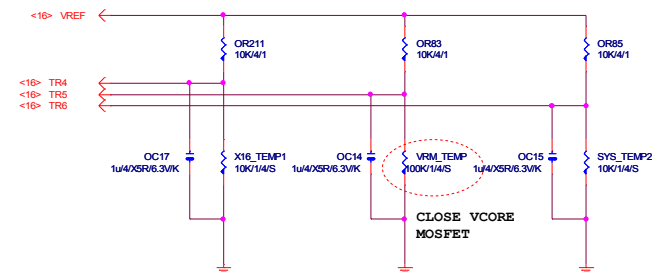 <16> VREF
OR211
10K/4/1
OR83
10K/4/1
OR85
10K/4/1
<16> TR4
<16> TR5
<16> TR6
OC17
1u/4/X5R/6.3V/K
X16_TEMP1
10K/1/4/S
OC14
1u/4/X5R/6.3V/K
VRM_TEMP
100K/1/4/S
OC15
1u/4/X5R/6.3V/K
SYS_TEMP2
10K/1/4/S
CLOSE VCORE
MOSFET